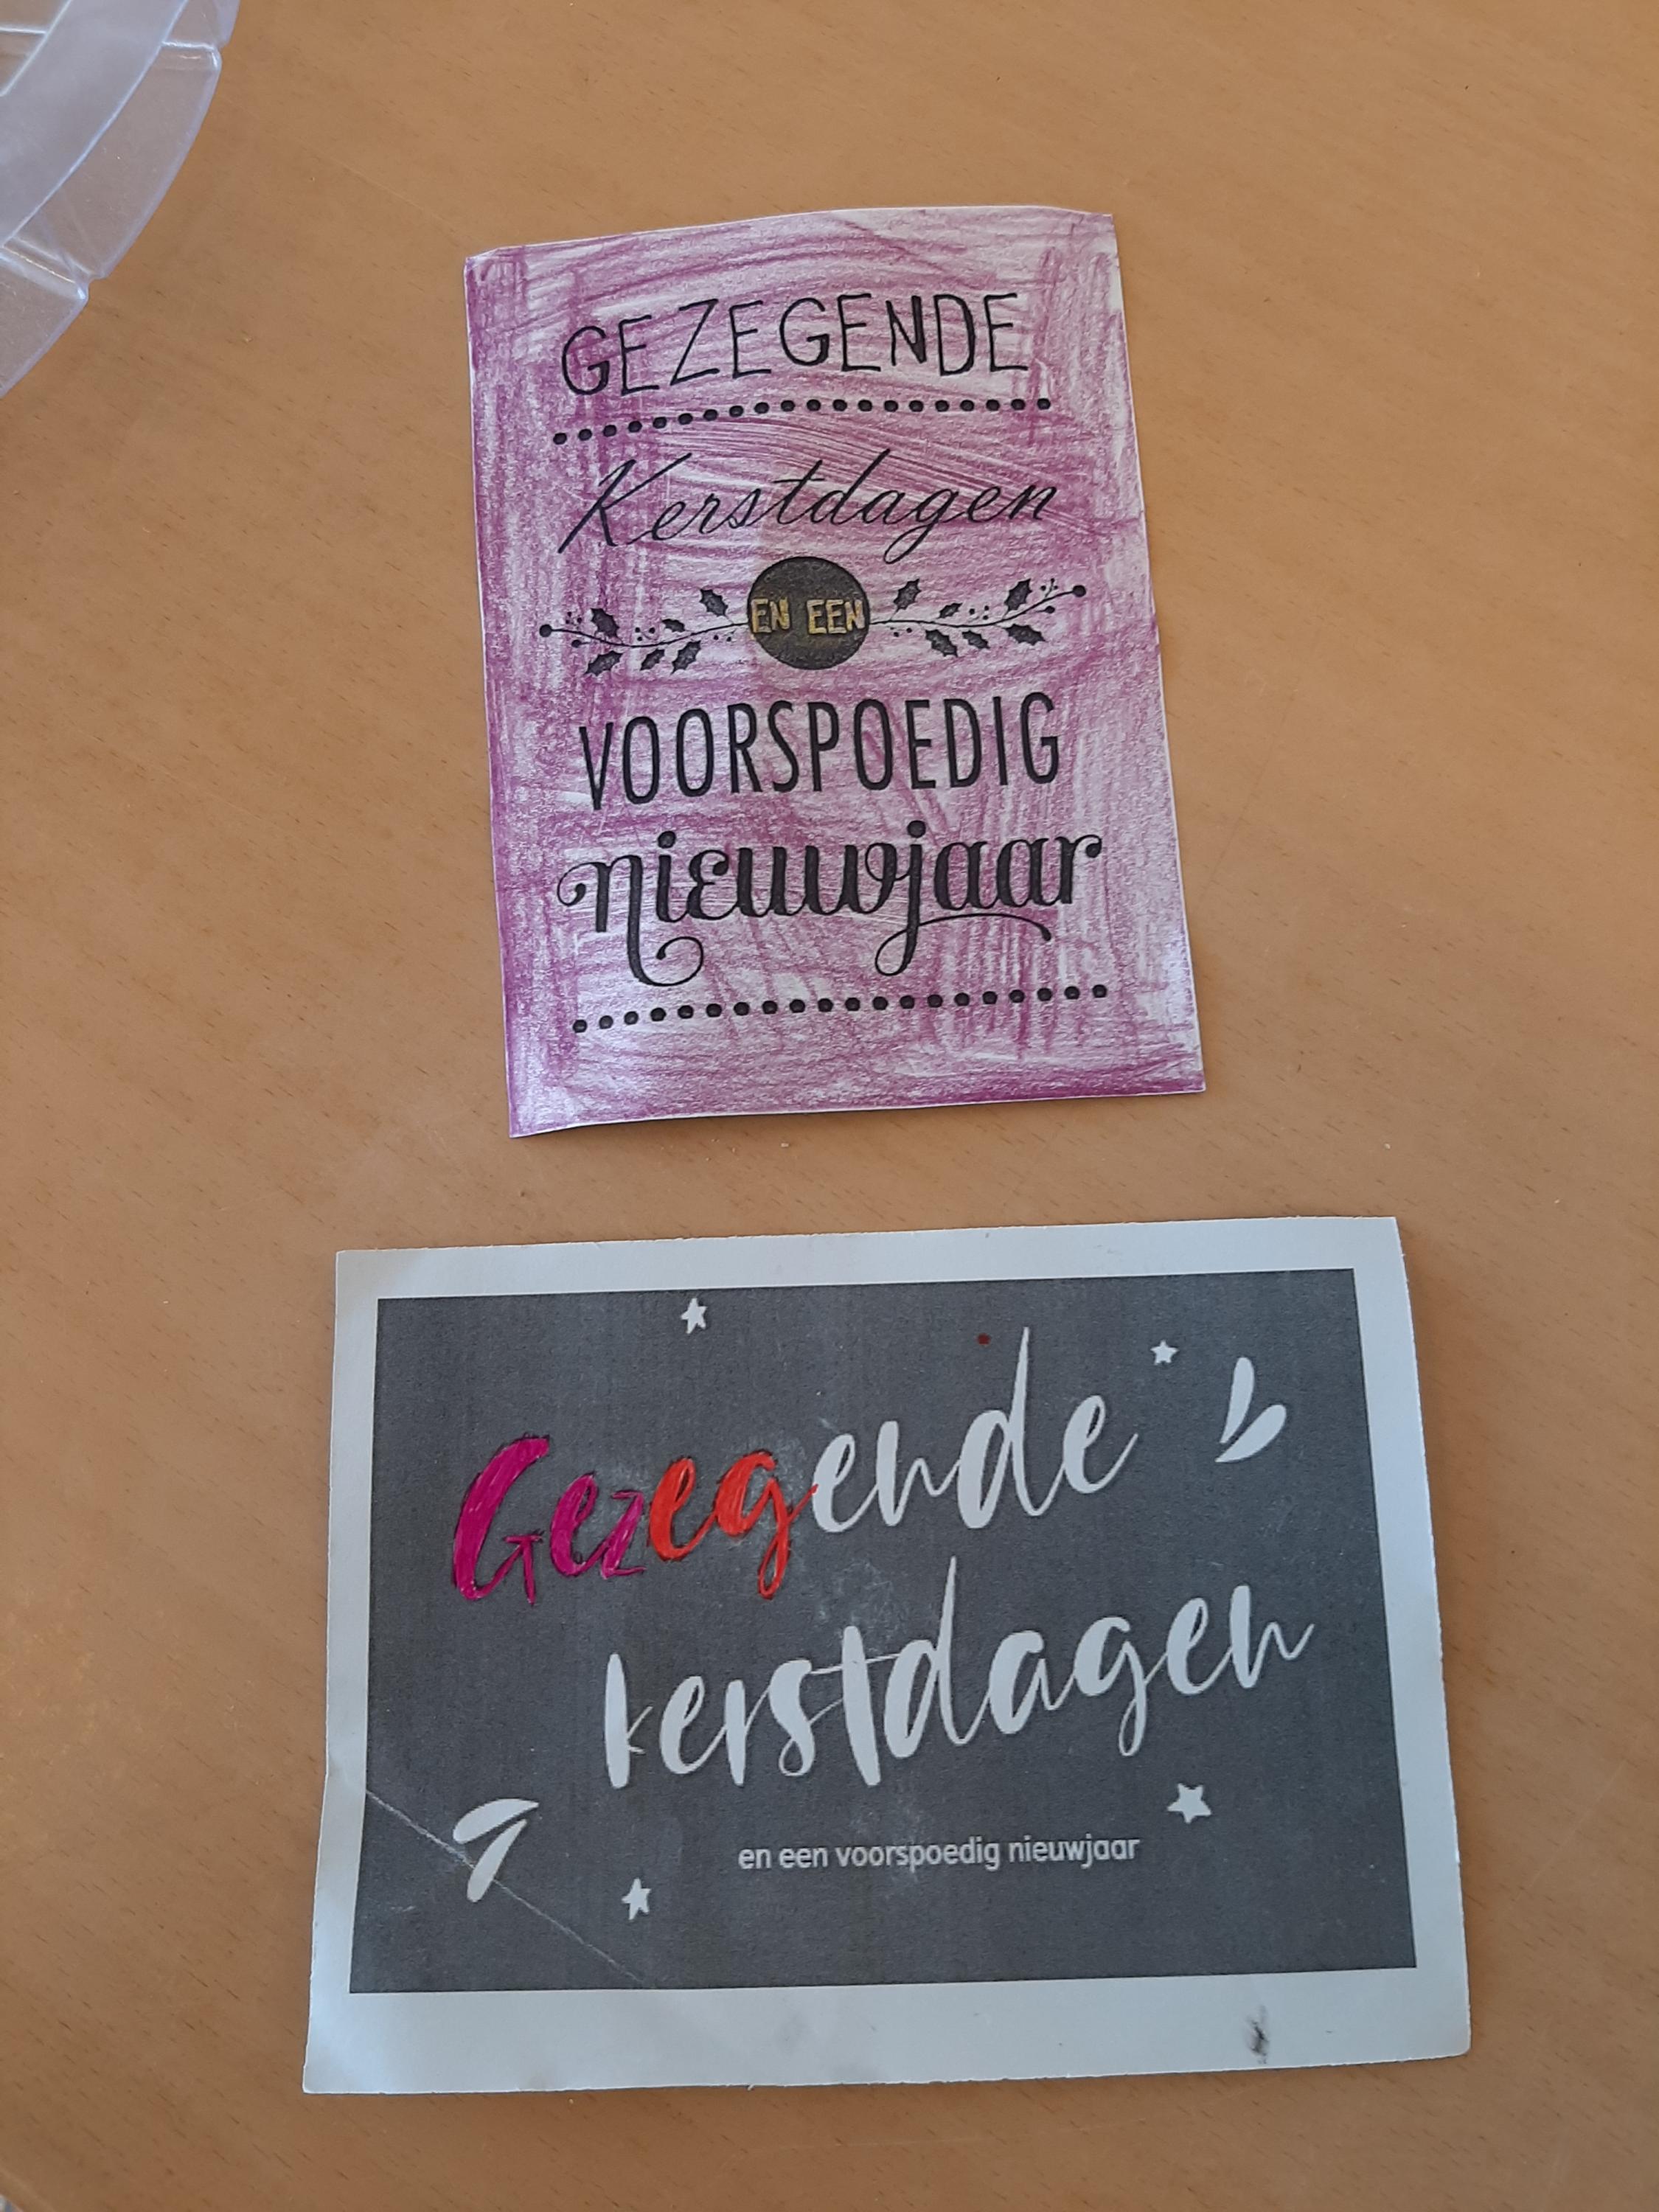 GEZEGENDE
Kerstdagen
EN EEN
VOORSPOEDIG
nieuwjaar
Gezegende
kerstdagen
en een voorspoedig nieuwjaar